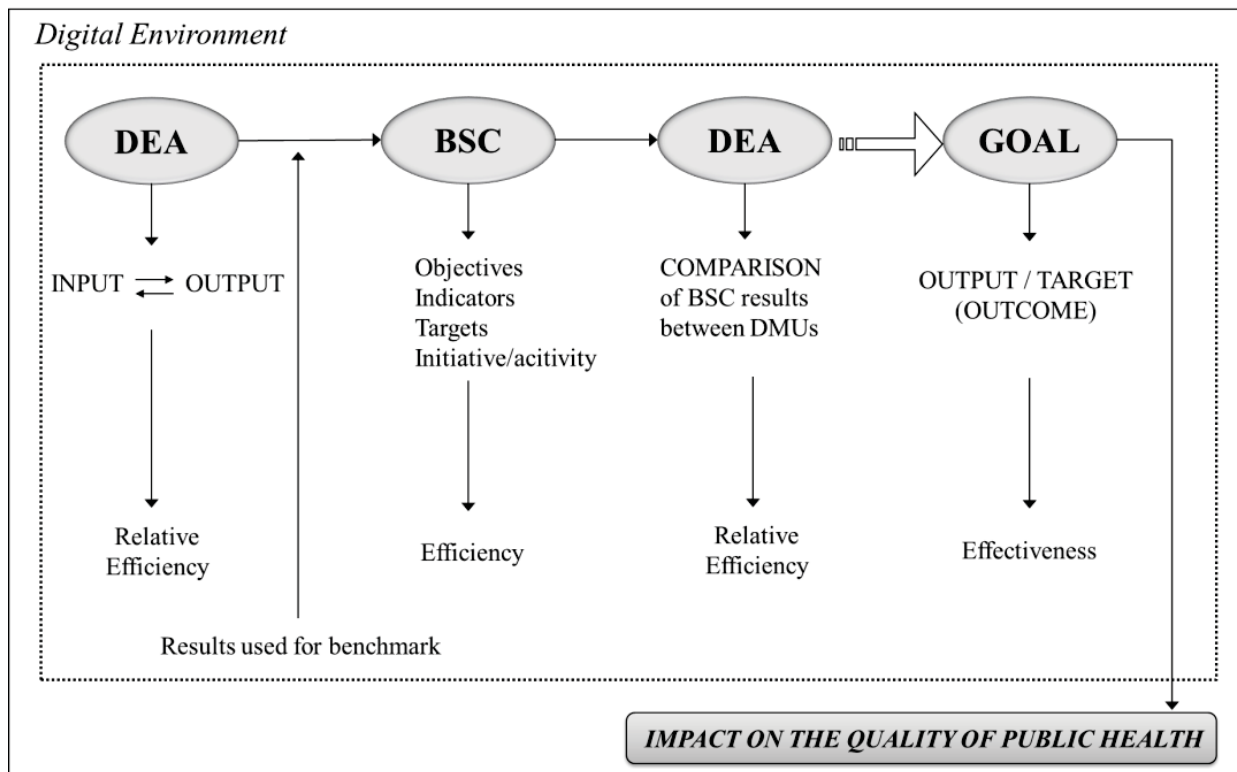 Digital Environment
DEA
BSC
DEA
GOAL
INPUT
OUTPUT
Objectives
Indicators
Targets
Initiative/acitivity
COMPARISON
of BSC results
between DMUs
OUTPUT / TARGET
(OUTCOME)
Relative
Efficiency
Efficiency
Relative
Efficiency
Effectiveness
Results used for benchmark
IMPACT ON THE QUALITY OF PUBLIC HEALTH